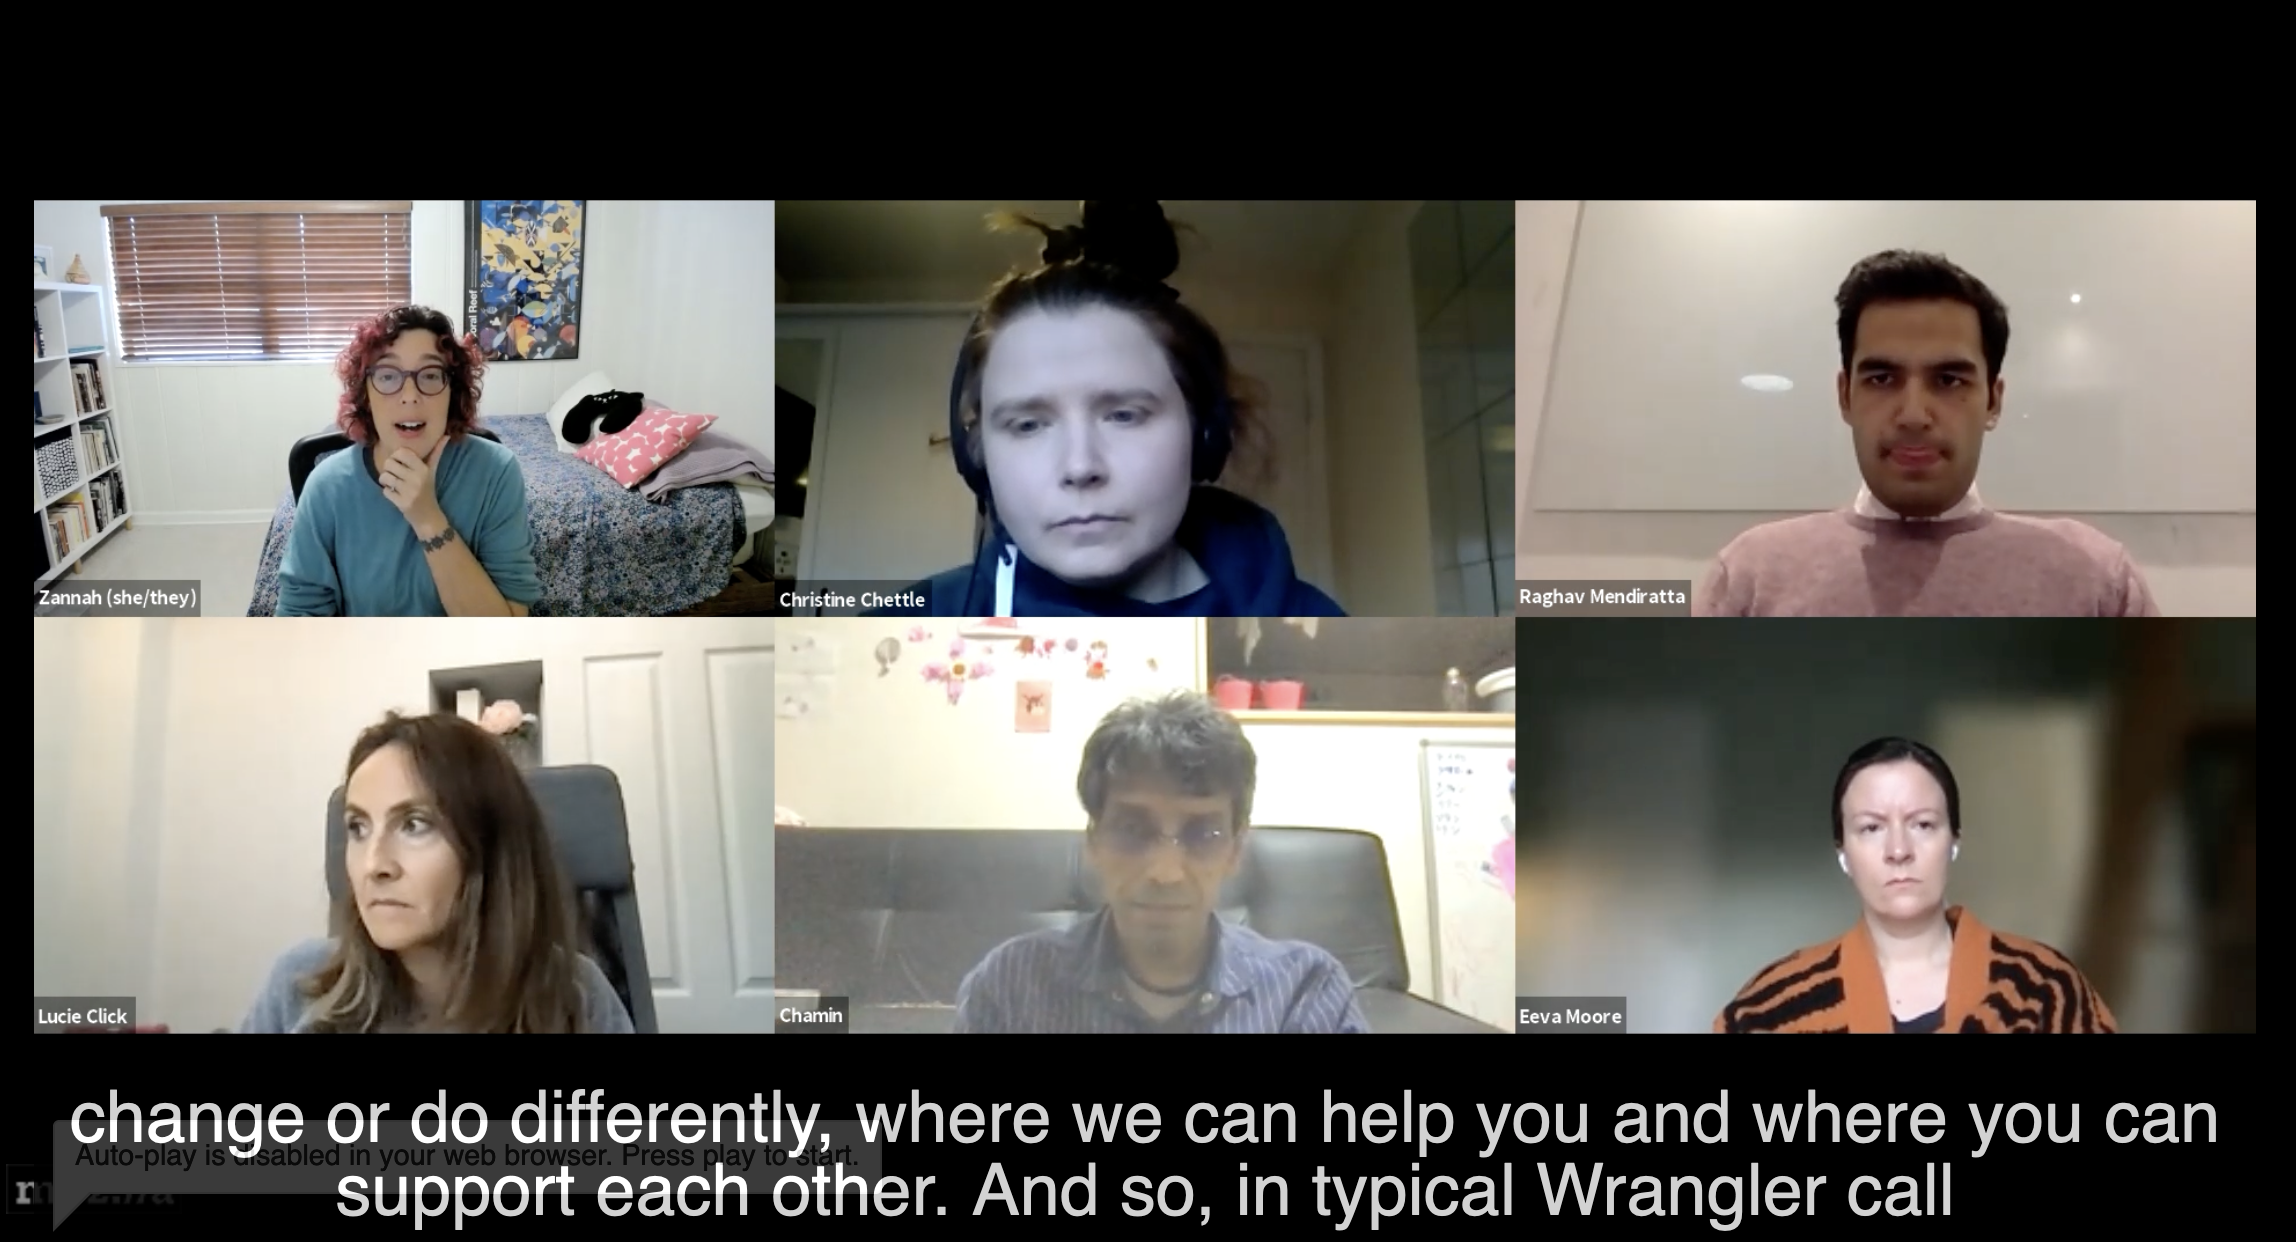 oral Reef
Zannah (she/they)
Christine Chettle
Raghav Mendiratta
Lucie Click
Chamin
Eeva Moore
change or do differently, where we can help you and where you can
Auto-play is disabled in your web browser. Press play to start.
support each other. And so, in typical Wrangler call